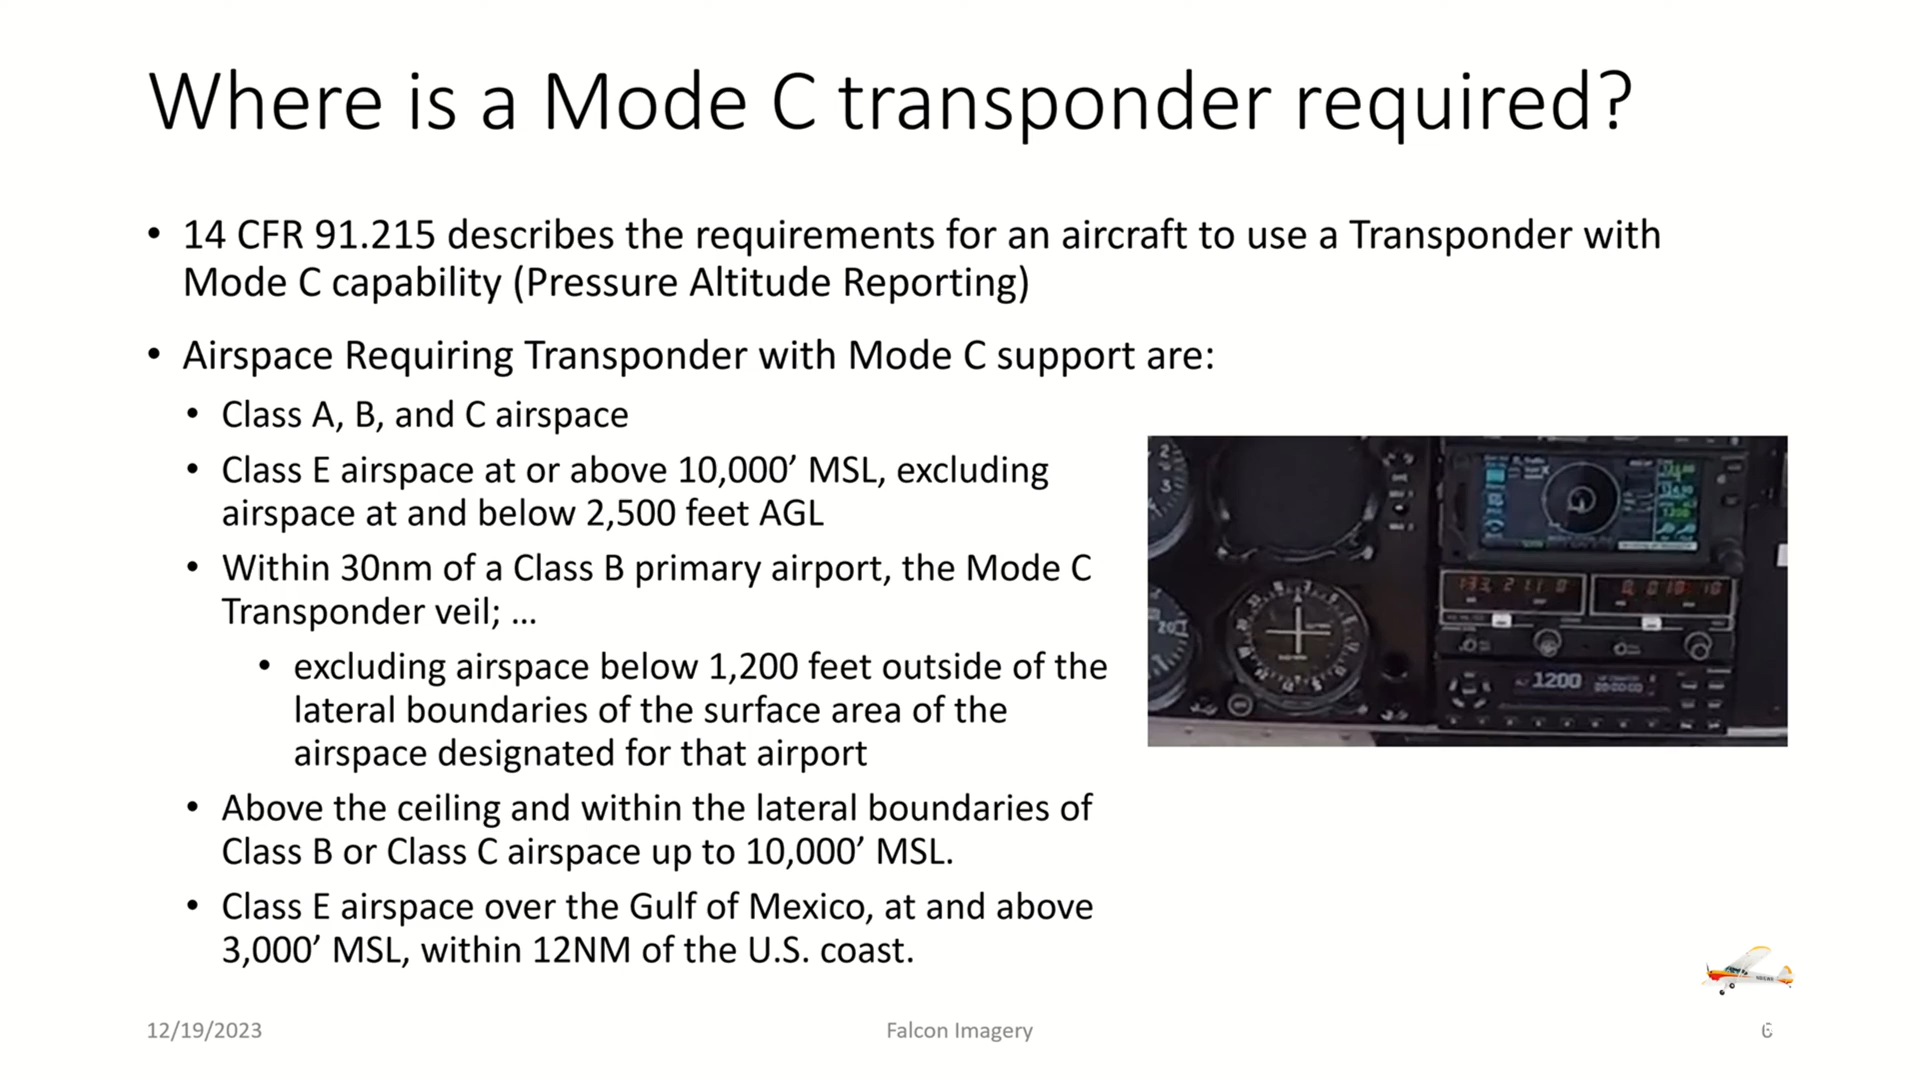 Where is a Mode C transponder required?
• 14 CFR 91.215 describes the requirements for an aircraft to use a Transponder with
Mode C capability (Pressure Altitude Reporting)
• Airspace Requiring Transponder with Mode C support are:
• Class A, B, and C airspace
• Class E airspace at or above 10,000’ MSL, excluding
airspace at and below 2,500 feet AGL
• Within 30nm of a Class B primary airport, the Mode C
Transponder veil; …
• excluding airspace below 1,200 feet outside of the
lateral boundaries of the surface area of the
airspace designated for that airport
• Above the ceiling and within the lateral boundaries of
Class B or Class C airspace up to 10,000’ MSL.
• Class E airspace over the Gulf of Mexico, at and above
3,000’ MSL, within 12NM of the U.S. coast.
1200
12/19/2023
Falcon Imagery
6